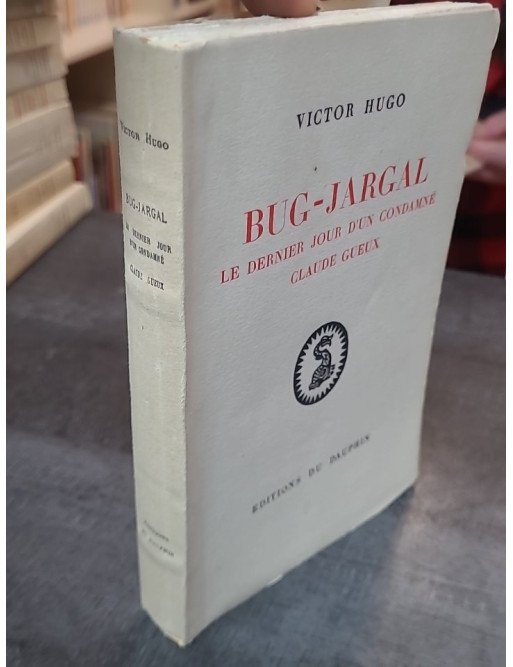 VICTOR HUGO
BUG-JARGAL
LE DERNIER JOUR
D'UN CONDAMNÉ
CLAUDE GUEUX
VICTOR HUGO
BUG-JARGAL
LE DERNIER JOUR D'UN CONDAMNÉ
CLAUDE GUEUX
EDITIONS DU DAUPHIN